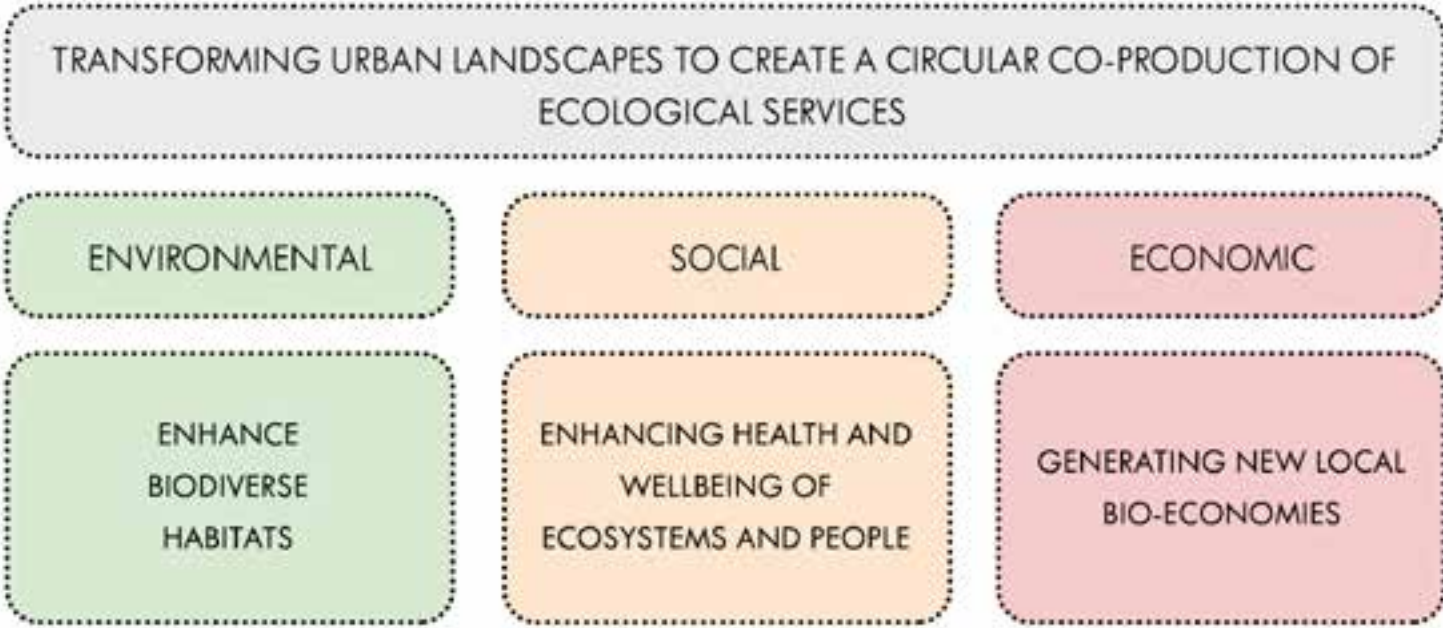 TRANSFORMING URBAN LANDSCAPES TO CREATE A CIRCULAR CO-PRODUCTION OF
ECOLOGICAL SERVICES
ENVIRONMENTAL
SOCIAL
ECONOMIC
ENHANCE
BIODIVERSE
HABITATS
ENHANCING HEALTH AND
WELLBEING OF
ECOSYSTEMS AND PEOPLE
GENERATING NEW LOCAL
BIO-ECONOMIES